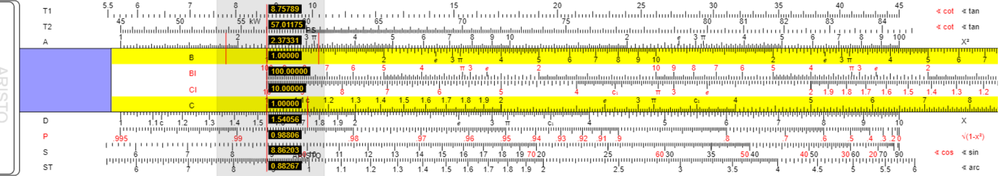 T1 5.5 6 7 8 9 10 15 20 25 30 35 40 45 ∢ cot ∢ tan
8.75789
T2 45 50 55 kW 60 65 70 75 80 81 82 83 84 ∢ cot ∢ tan
57.01175 PS
A 1 2 3 π 4 5 6 7 8 9 10 2 e 3 π 4 5 6 7 8 9 100 X²
2.37331
B 1.00000 2 e 3 π 4 5 6 7 8 9 10 2 e 3 π 4 5 6 7
BI 100.00000 7 6 5 4 π 3 e 2 10 9 8 7 6 5 4 π 3 e 2
CI 10.00000 8 7 6 5 4 c₁ π 3 e 2 1.9 1.8 1.7 1.6 1.5 1.4 1.3 1.2
C 1.00000 1.1 c 1.2 1.3 1.4 1.5 1.6 1.7 1.8 1.9 2 e 3 π c₁ 4 5 6 7 8
D 1 1.1 c 1.2 1.3 1.4 1.5 1.54056 1.7 1.8 1.9 2 e 3 π c₁ 4 5 6 7 8 9 10 X
P .995 .99 0.98806 .98 .97 .96 .95 .94 .93 .92 .91 .9 .8 .7 .6 .5 .4 .3 .2 0 √(1-x²)
S 6 7 8 9 8.86203 10 11 12 13 14 15 16 17 18 19 70 20 25 60 30 35 50 40 40 50 30 60 20 70 90 ∢ cos ∢ sin
ARISTO
ST 6 7 8 0.88267 1 1.1 1.2 1.3 1.4 1.5 1.6 1.7 1.8 1.9 2 2.5 3 3.5 4 4.5 5 5.5 6 ∢ arc
ARISTO